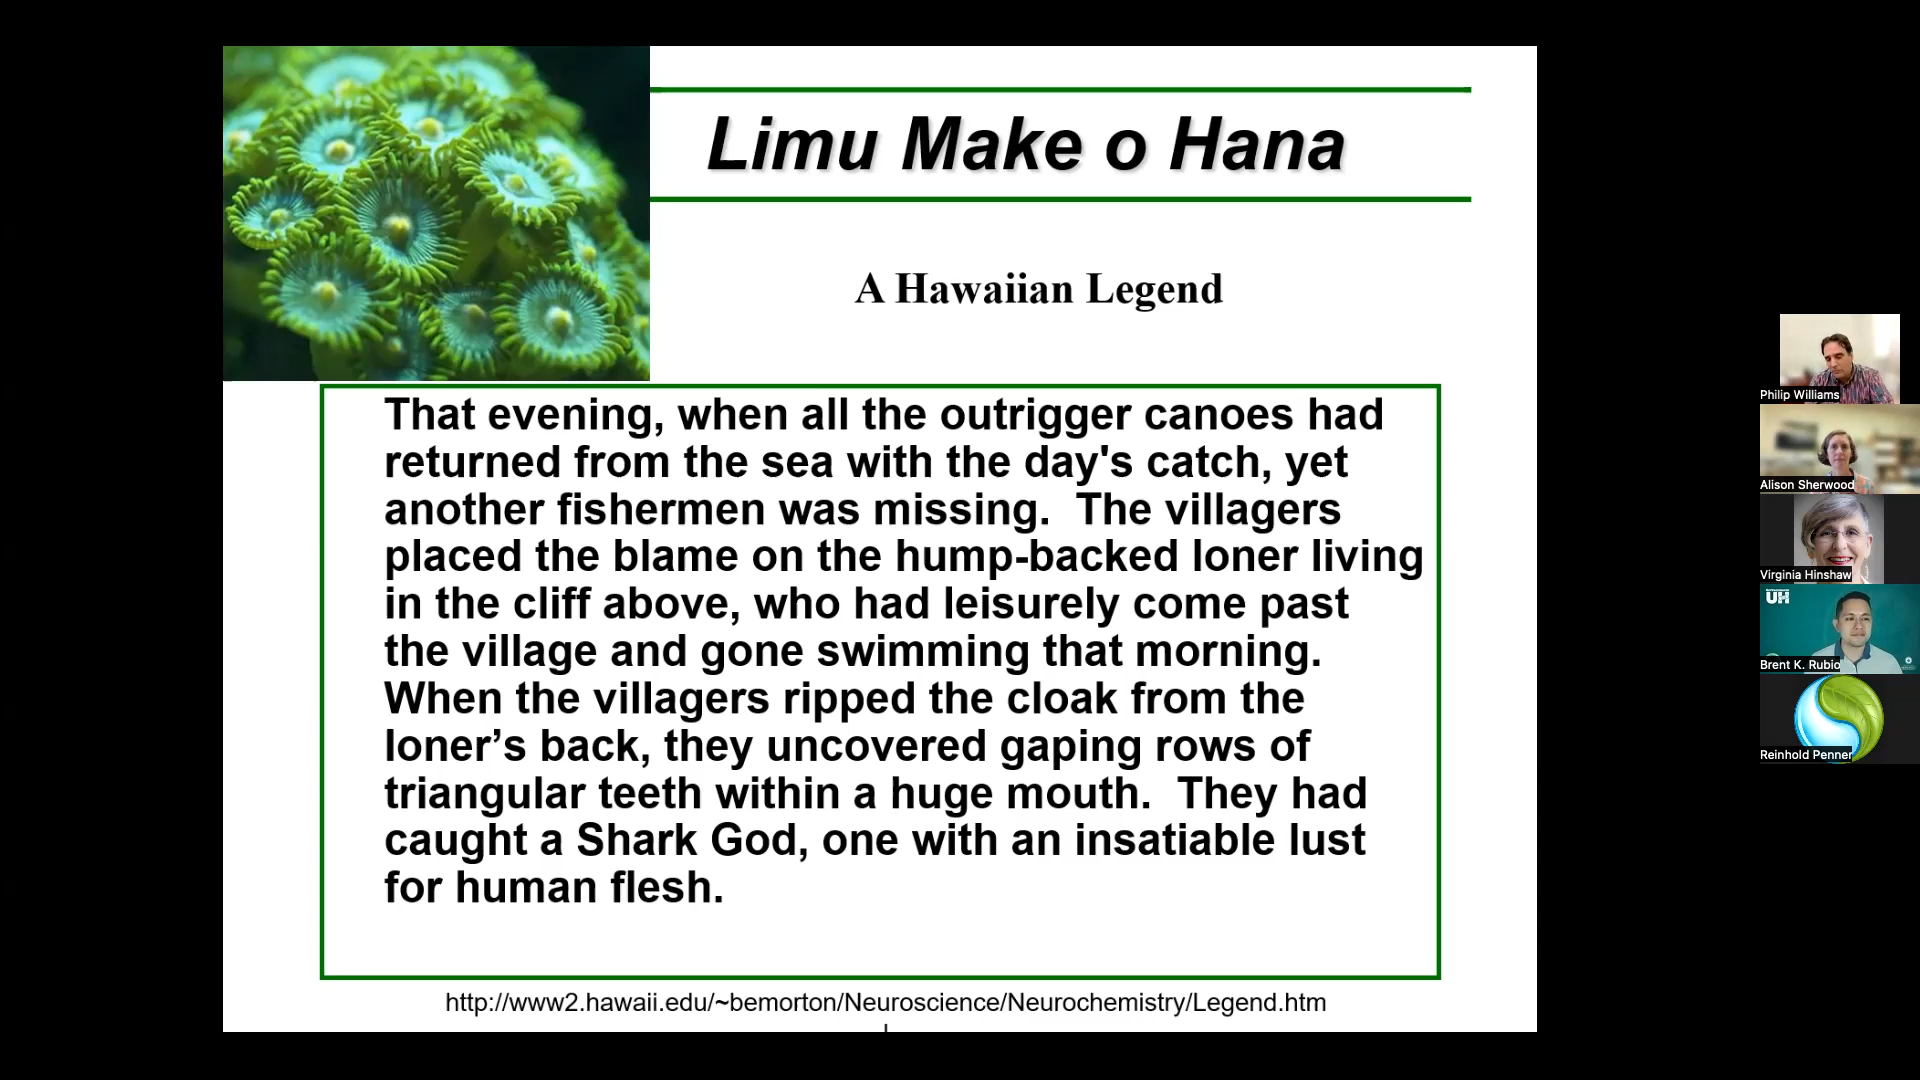 Limu Make o Hana
A Hawaiian Legend
That evening, when all the outrigger canoes had
returned from the sea with the day's catch, yet
another fishermen was missing.  The villagers
placed the blame on the hump-backed loner living
in the cliff above, who had leisurely come past
the village and gone swimming that morning.
When the villagers ripped the cloak from the
loner’s back, they uncovered gaping rows of
triangular teeth within a huge mouth.  They had
caught a Shark God, one with an insatiable lust
for human flesh.
http://www2.hawaii.edu/~bemorton/Neuroscience/Neurochemistry/Legend.htm
Philip Williams
Alison Sherwood
Virginia Hinshaw
UH
Brent K. Rubio
Reinhold Penner